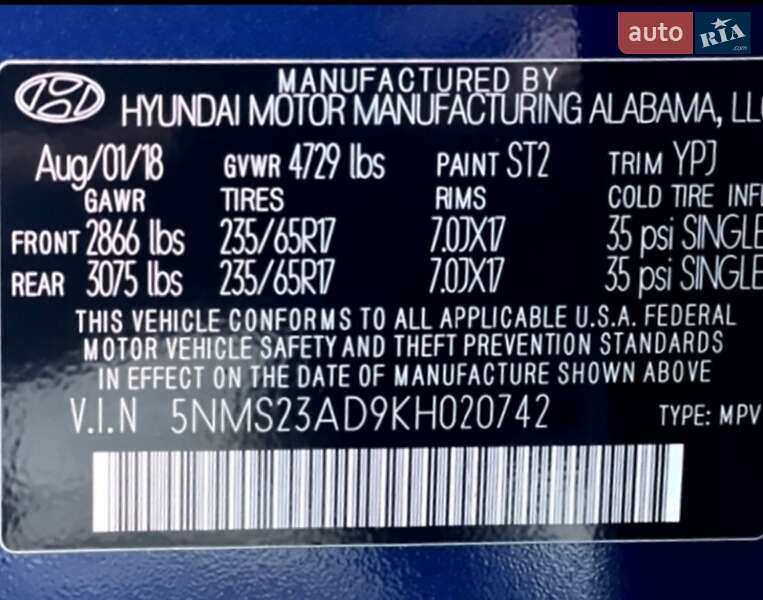 auto RIA .com
MANUFACTURED BY
HYUNDAI MOTOR MANUFACTURING ALABAMA, LLC
Aug/01/18 GVWR 4729 lbs PAINT ST2 TRIM YPJ
GAWR TIRES RIMS COLD TIRE INFL
FRONT 2866 lbs 235/65R17 7.0JX17 35 psi SINGLE
REAR 3075 lbs 235/65R17 7.0JX17 35 psi SINGLE
THIS VEHICLE CONFORMS TO ALL APPLICABLE U.S.A. FEDERAL
MOTOR VEHICLE SAFETY AND THEFT PREVENTION STANDARDS
IN EFFECT ON THE DATE OF MANUFACTURE SHOWN ABOVE
V.I.N 5NMS23AD9KH020742 TYPE: MPV